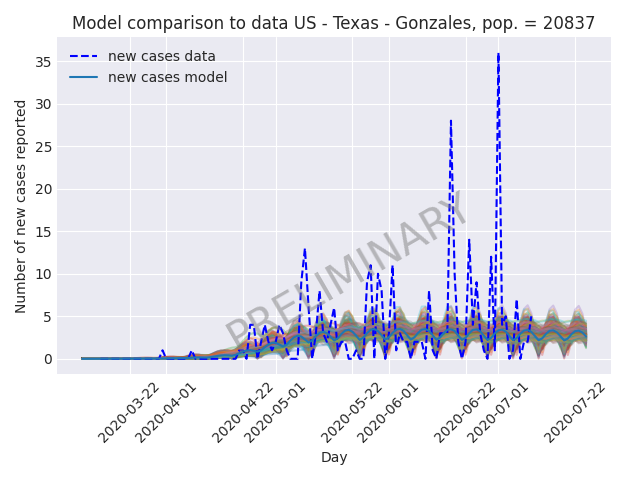 Model comparison to data US - Texas - Gonzales, pop. = 20837
new cases data
new cases model
Number of new cases reported
35
30
25
20
15
10
5
0
PRELIMINARY
2020-03-22
2020-04-01
2020-04-22
2020-05-01
2020-05-22
2020-06-01
2020-06-22
2020-07-01
2020-07-22
Day